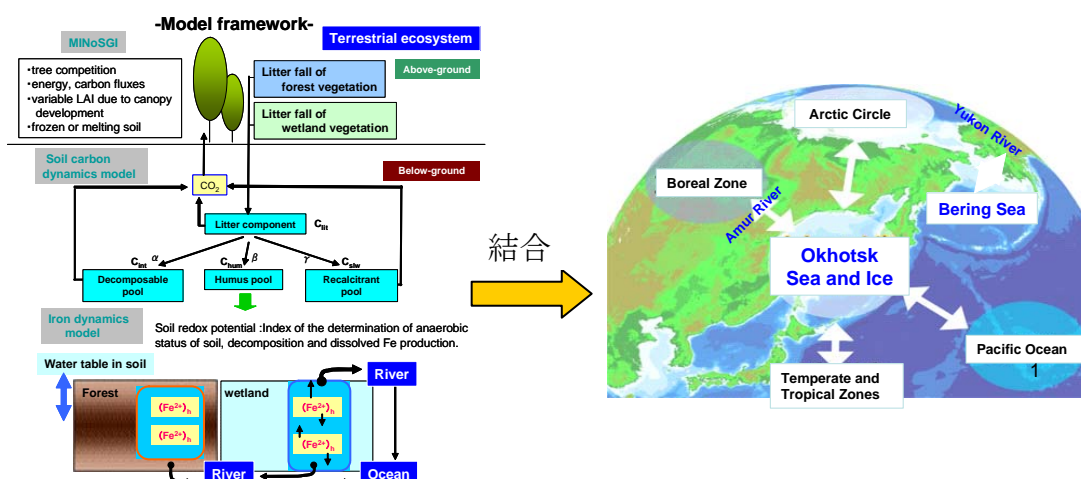 -Model framework-
MINoSGI
Terrestrial ecosystem
・tree competition
・energy, carbon fluxes
・variable LAI due to canopy
development
・frozen or melting soil
Litter fall of
forest vegetation
Above-ground
Litter fall of
wetland vegetation
Soil carbon
dynamics model
Below-ground
CO2
Litter component
Clit
Cint α
Chum β
γ Cslw
Decomposable
pool
Humus pool
Recalcitrant
pool
Iron dynamics
model
Soil redox potential :Index of the determination of anaerobic
status of soil, decomposition and dissolved Fe production.
Water table in soil
Forest
wetland
River
(Fe2+)h
(Fe2+)h
(Fe2+)h
(Fe2+)h
River
Ocean
結合
Arctic Circle
Yukon River
Boreal Zone
Amur River
Bering Sea
Okhotsk
Sea and Ice
Pacific Ocean
1
Temperate and
Tropical Zones